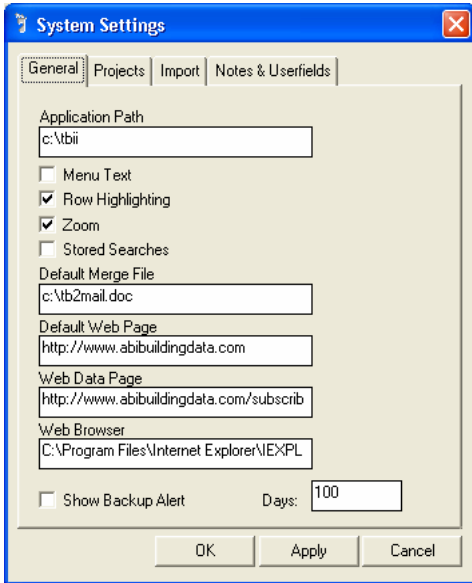 System Settings
General Projects Import Notes & Userfields
Application Path
c:\tbii
Menu Text
Row Highlighting
Zoom
Stored Searches
Default Merge File
c:\tb2mail.doc
Default Web Page
http://www.abibuildingdata.com
Web Data Page
http://www.abibuildingdata.com/subscrib
Web Browser
C:\Program Files\Internet Explorer\IEXPL
Show Backup Alert Days: 100
OK Apply Cancel